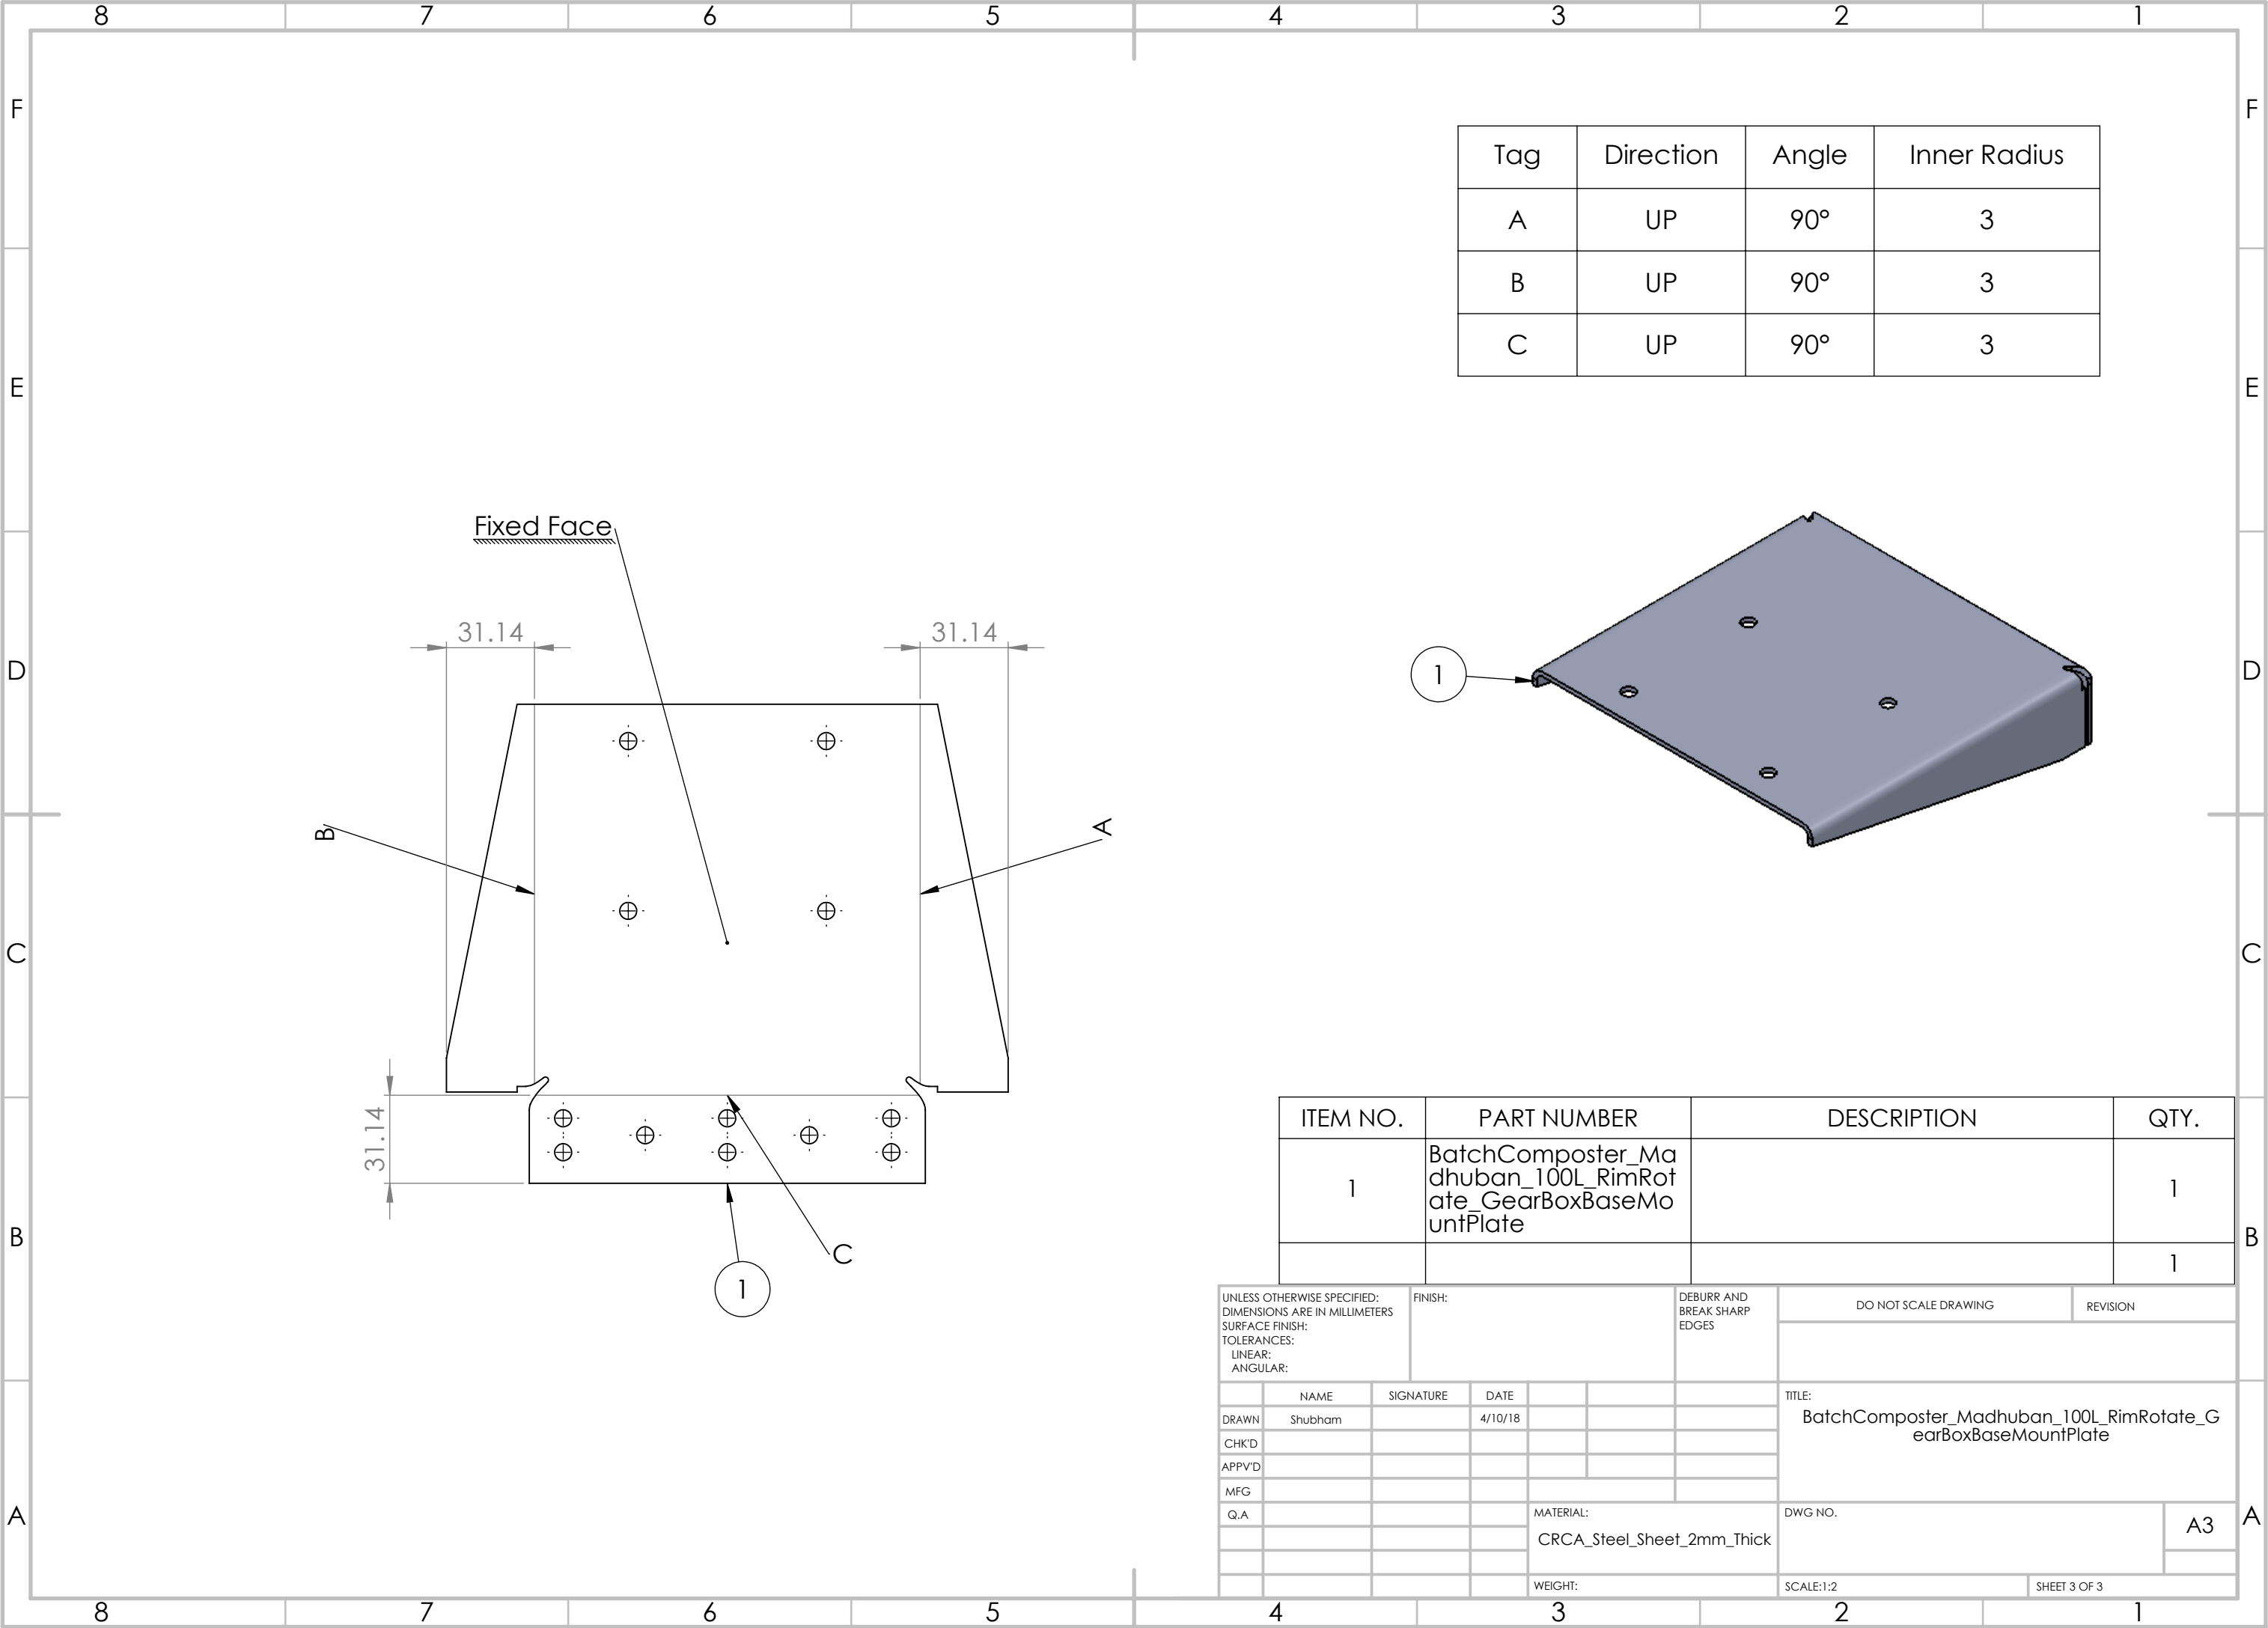 8 7 6 5 4 3 2 1
F F
E E
D D
C C
B B
A A
Tag Direction Angle Inner Radius
A UP 90° 3
B UP 90° 3
C UP 90° 3
Fixed Face
31.14 31.14
1
B A
31.14
C
1
ITEM NO. PART NUMBER DESCRIPTION QTY.
1 BatchComposter_Ma
dhuban_100L_RimRot
ate_GearBoxBaseMo
untPlate 1
1
UNLESS OTHERWISE SPECIFIED:
DIMENSIONS ARE IN MILLIMETERS
SURFACE FINISH:
TOLERANCES:
LINEAR:
ANGULAR:
FINISH:
DEBURR AND
BREAK SHARP
EDGES
DO NOT SCALE DRAWING
REVISION
NAME SIGNATURE DATE
DRAWN Shubham 4/10/18
CHK'D
APPV'D
MFG
Q.A
TITLE:
BatchComposter_Madhuban_100L_RimRotate_G
earBoxBaseMountPlate
MATERIAL:
CRCA_Steel_Sheet_2mm_Thick
DWG NO.
A3
WEIGHT:
SCALE:1:2
SHEET 3 OF 3
8 7 6 5 4 3 2 1